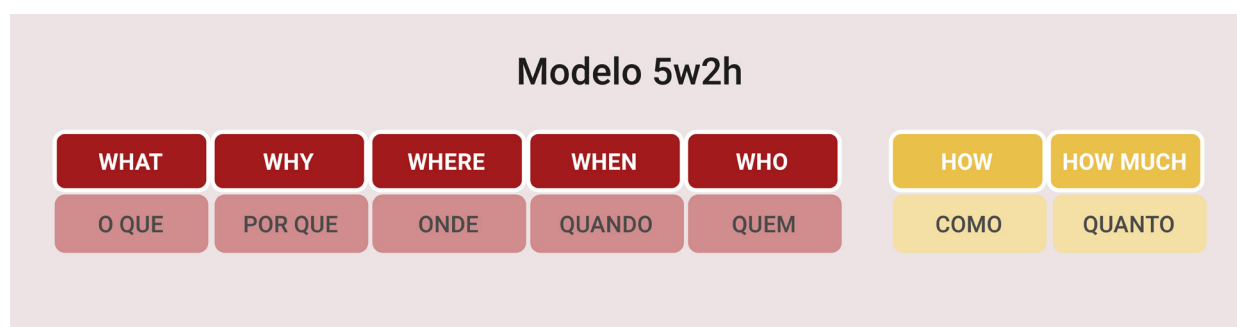 Modelo 5w2h
WHAT WHY WHERE WHEN WHO HOW HOW MUCH
O QUE POR QUE ONDE QUANDO QUEM COMO QUANTO